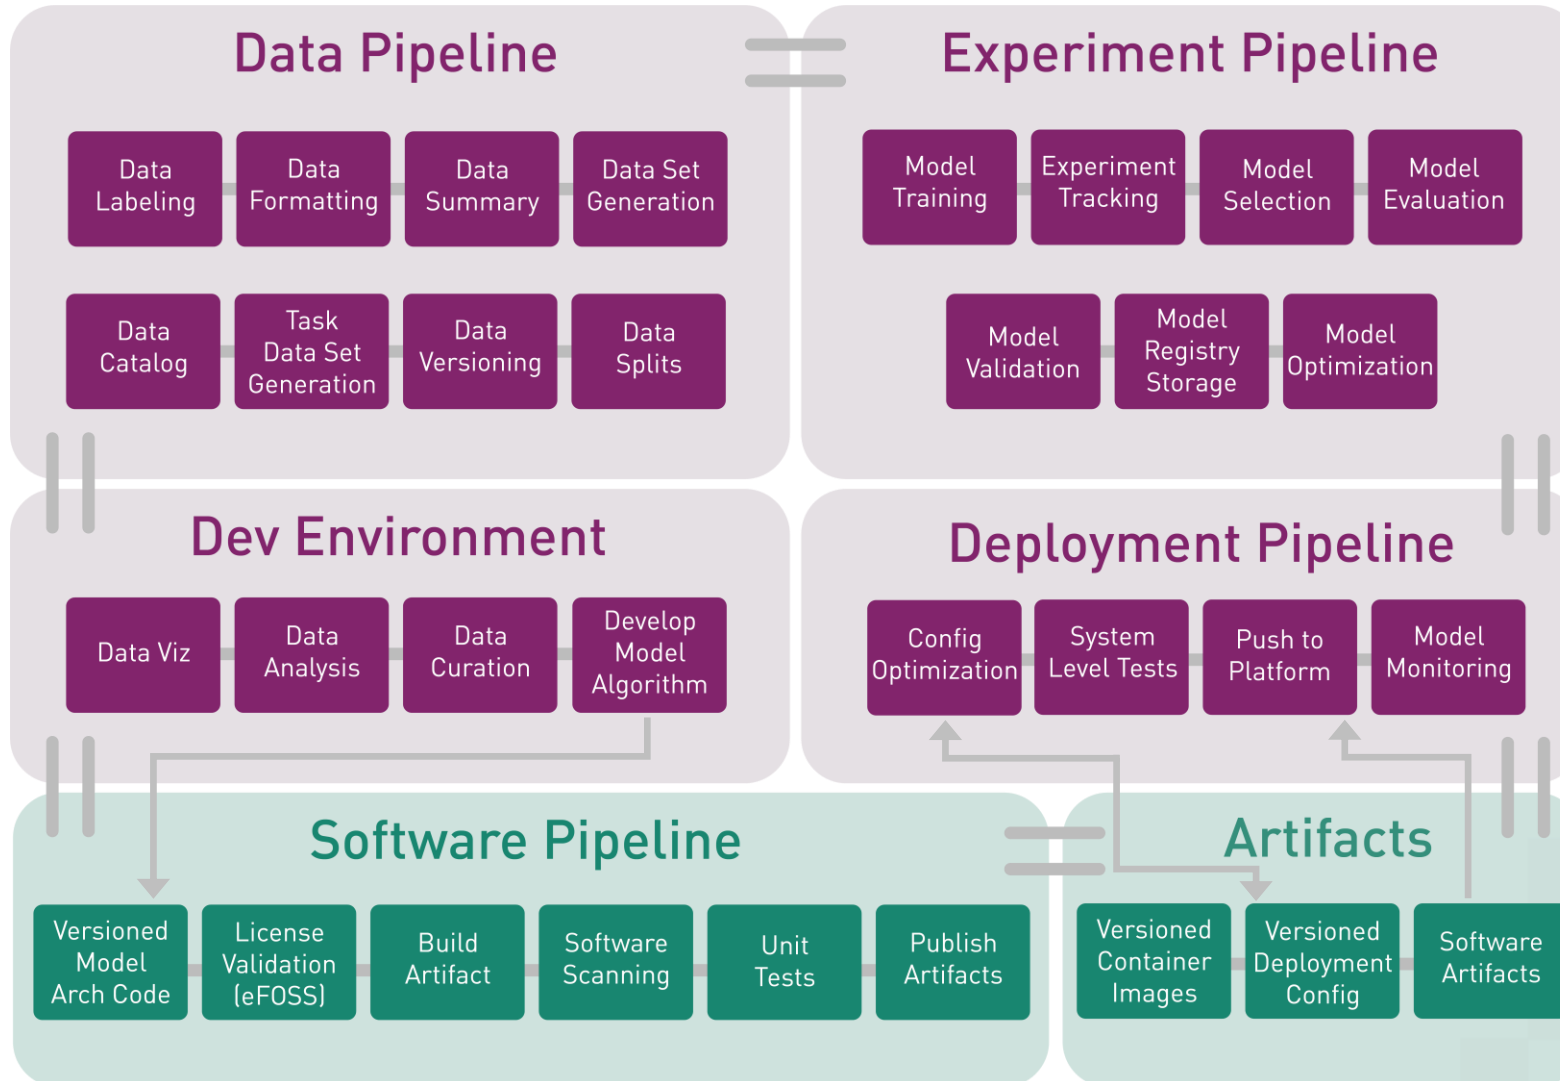 Data Pipeline
Data
Labeling
Data
Formatting
Data
Summary
Data Set
Generation
Data
Catalog
Task
Data Set
Generation
Data
Versioning
Data
Splits
Experiment Pipeline
Model
Training
Experiment
Tracking
Model
Selection
Model
Evaluation
Model
Validation
Model
Registry
Storage
Model
Optimization
Dev Environment
Data Viz
Data
Analysis
Data
Curation
Develop
Model
Algorithm
Deployment Pipeline
Config
Optimization
System
Level Tests
Push to
Platform
Model
Monitoring
Software Pipeline
Versioned
Model
Arch Code
License
Validation
(eFOSS)
Build
Artifact
Software
Scanning
Unit
Tests
Publish
Artifacts
Artifacts
Versioned
Container
Images
Versioned
Deployment
Config
Software
Artifacts